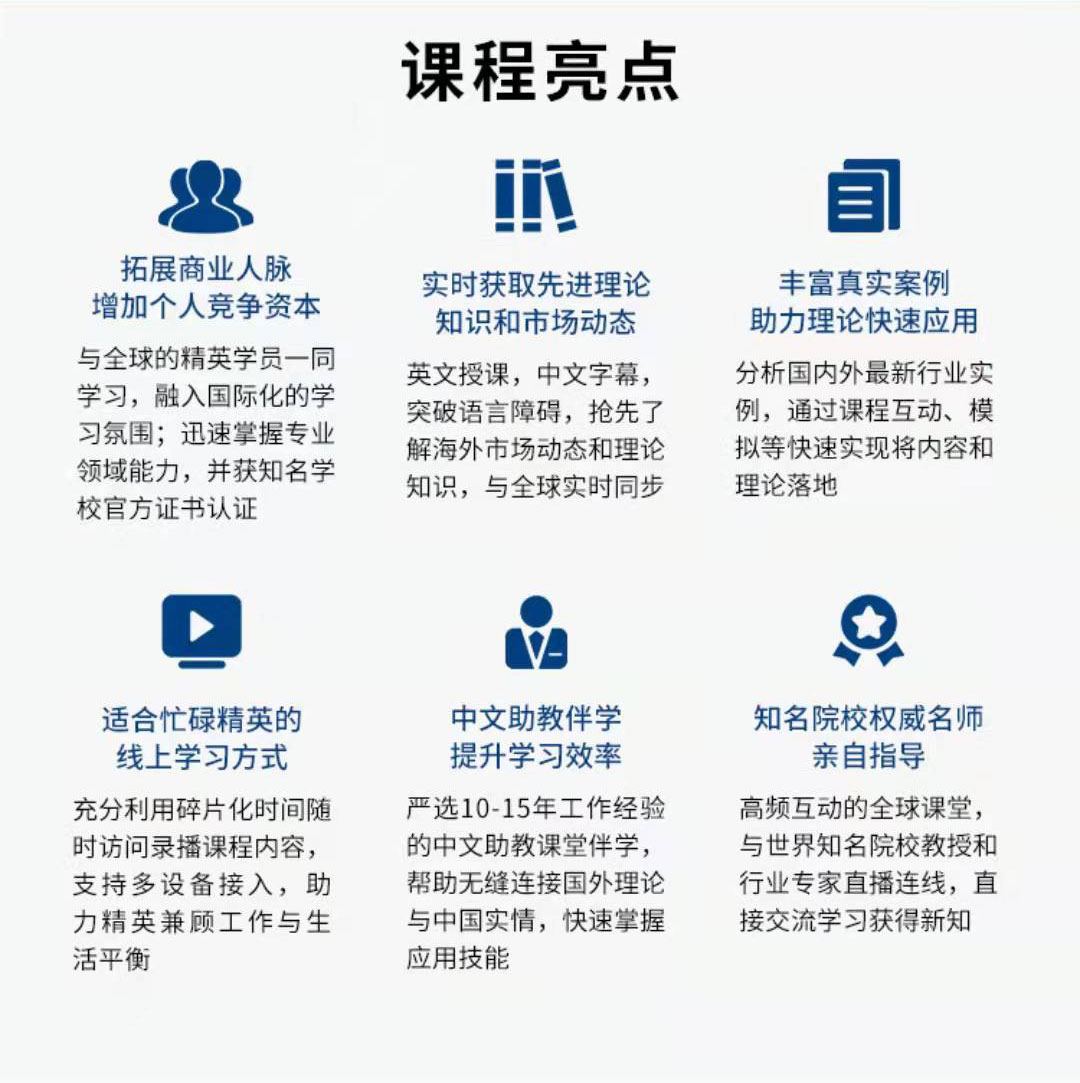 课程亮点
拓展商业人脉
增加个人竞争资本
与全球的精英学员一同
学习，融入国际化的学
习氛围；迅速掌握专业
领域能力，并获知名学
校官方证书认证
实时获取先进理论
知识和市场动态
英文授课，中文字幕，
突破语言障碍，抢先了
解海外市场动态和理论
知识，与全球实时同步
丰富真实案例
助力理论快速应用
分析国内外最新行业实
例，通过课程互动、模
拟等快速实现将内容和
理论落地
适合忙碌精英的
线上学习方式
充分利用碎片化时间随
时访问录播课程内容，
支持多设备接入，助
力精英兼顾工作与生
活平衡
中文助教伴学
提升学习效率
严选10-15年工作经验
的中文助教课堂伴学，
帮助无缝连接国外理论
与中国实情，快速掌握
应用技能
知名院校权威名师
亲自指导
高频互动的全球课堂，
与世界知名院校教授和
行业专家直播连线，直
接交流学习获得新知